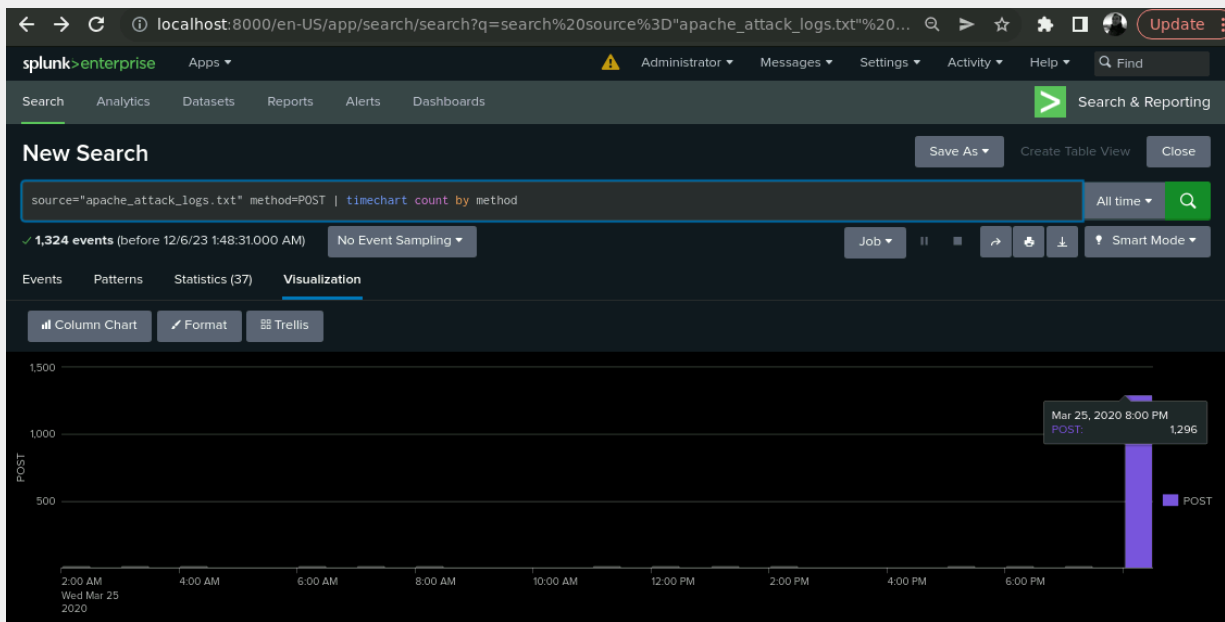 localhost:8000/en-US/app/search/search?q=search%20source%3D"apache_attack_logs.txt"%20... Update
splunk>enterprise Apps Administrator Messages Settings Activity Help Find
Search Analytics Datasets Reports Alerts Dashboards Search & Reporting
New Search Save As Create Table View Close
source="apache_attack_logs.txt" method=POST | timechart count by method All time
1,324 events (before 12/6/23 1:48:31.000 AM) No Event Sampling Job Smart Mode
Events Patterns Statistics (37) Visualization
Column Chart Format Trellis
1,500
Mar 25, 2020 8:00 PM
POST: 1,296
1,000
POST
500
POST
2:00 AM 4:00 AM 6:00 AM 8:00 AM 10:00 AM 12:00 PM 2:00 PM 4:00 PM 6:00 PM
Wed Mar 25
2020